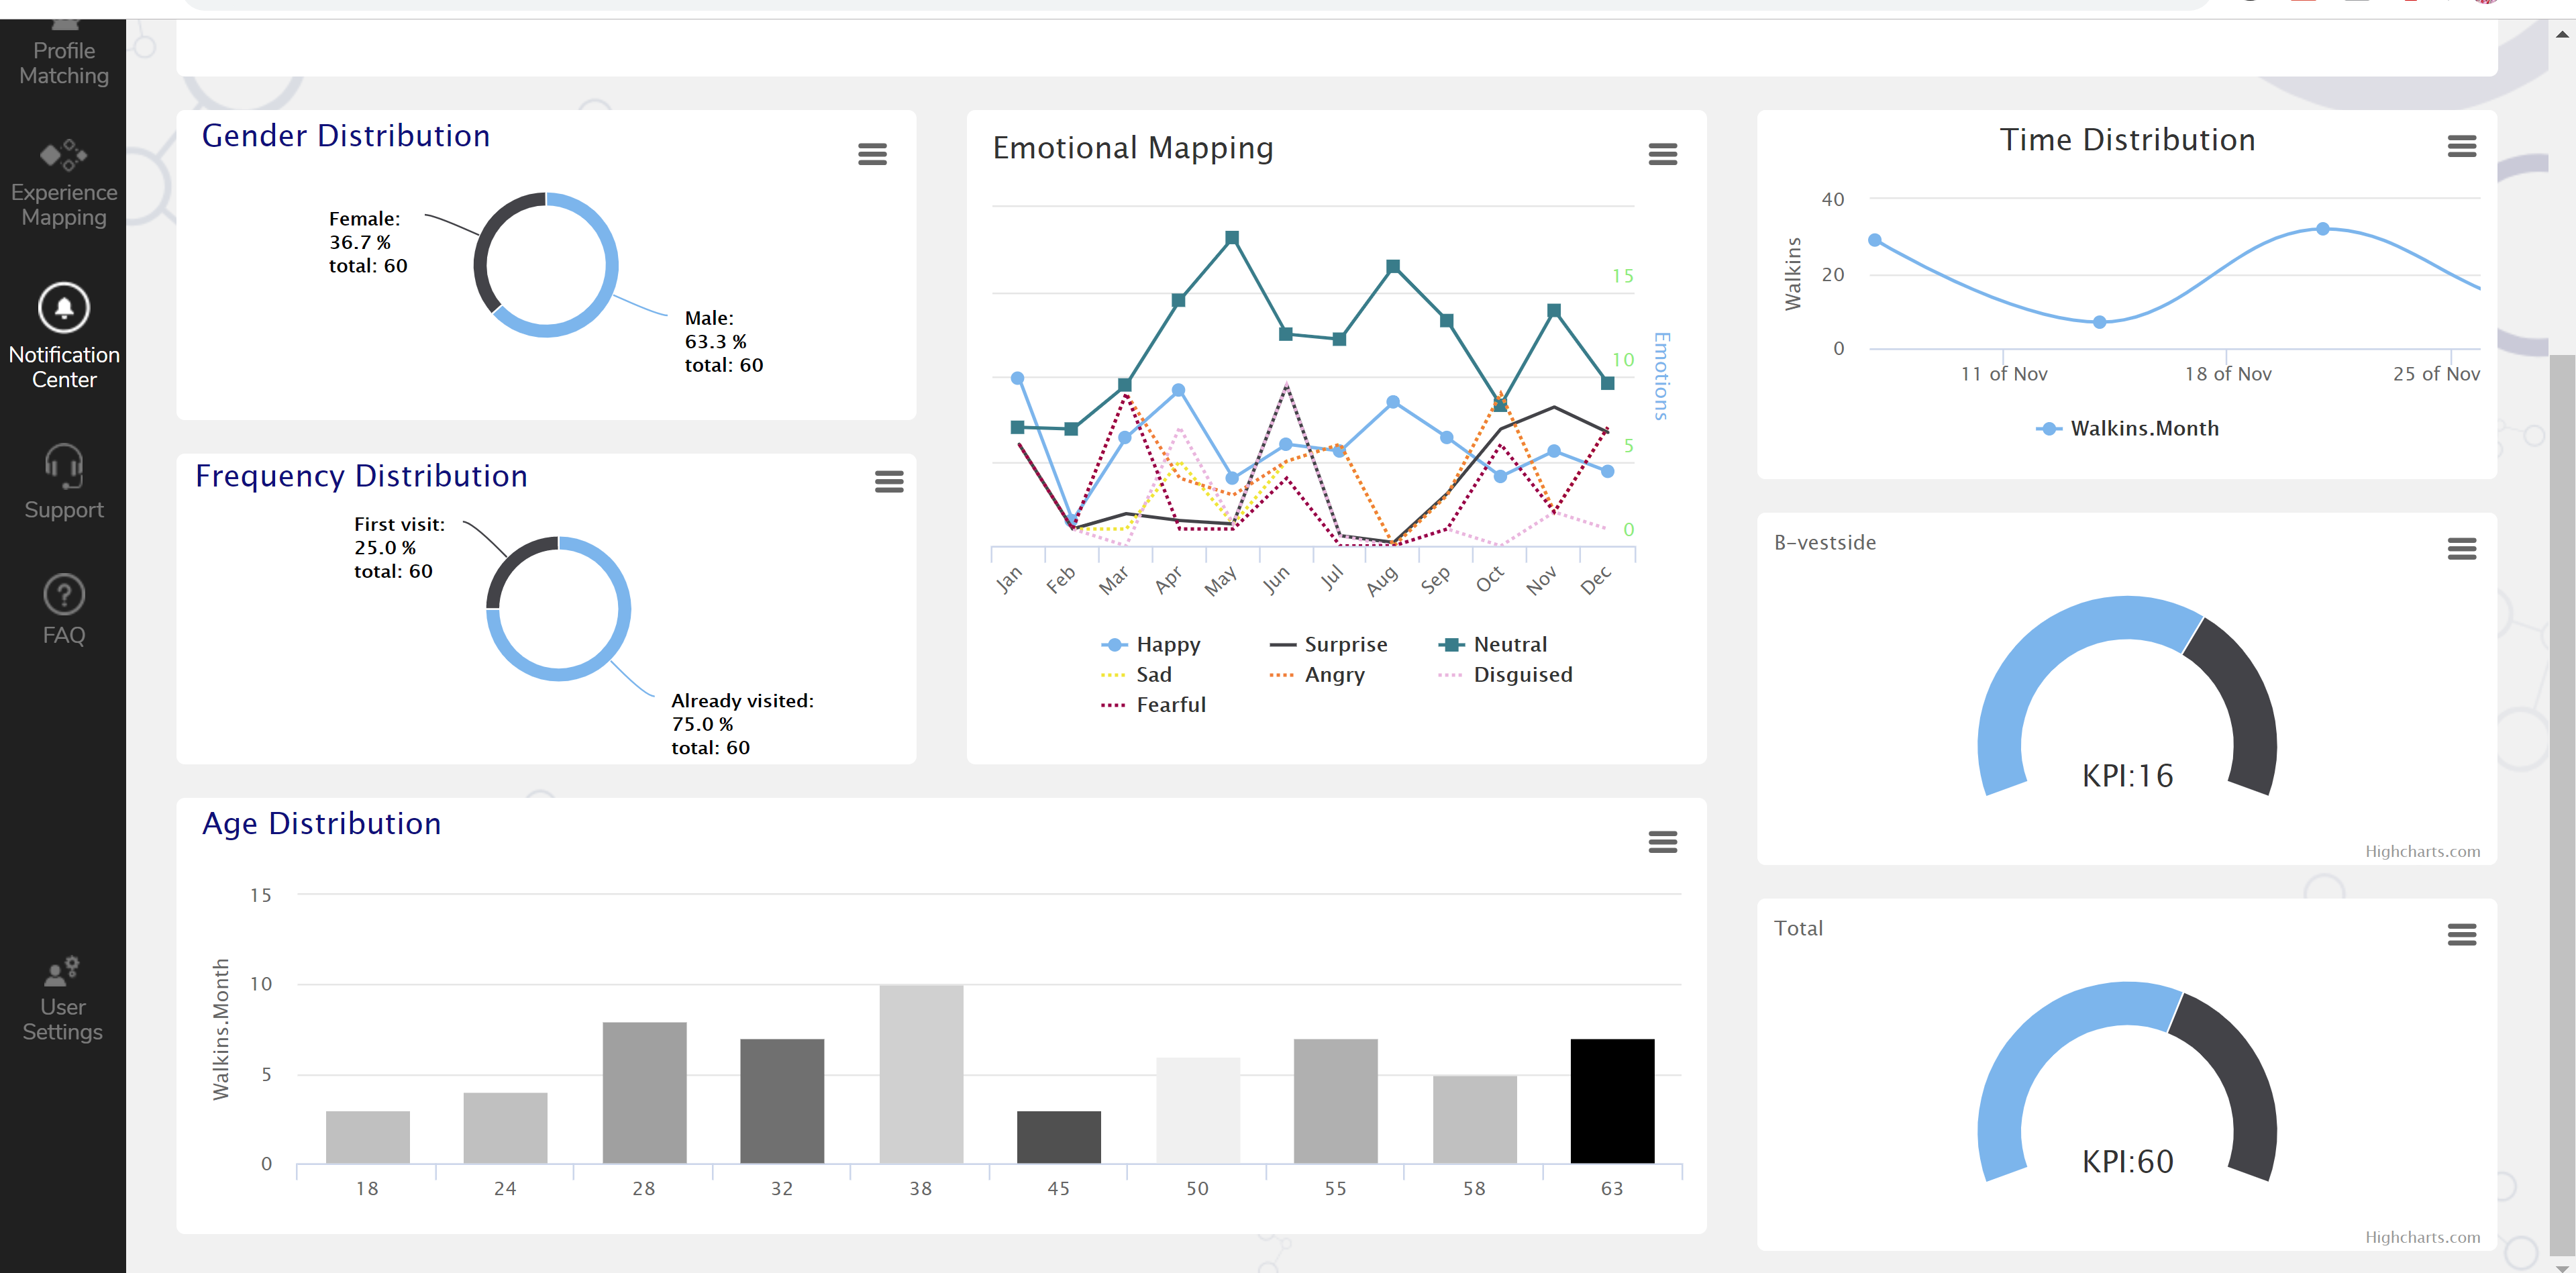 Profile
Matching
Experience
Mapping
Notification
Center
Support
FAQ
User
Settings
Gender Distribution
Female:
36.7 %
total: 60
Male:
63.3 %
total: 60
Frequency Distribution
First visit:
25.0 %
total: 60
Already visited:
75.0 %
total: 60
Emotional Mapping
15
10
5
0
Emotions
Jan Feb Mar Apr May Jun Jul Aug Sep Oct Nov Dec
Happy Surprise Neutral
Sad Angry Disguised
Fearful
Time Distribution
40
20
0
Walkins
11 of Nov 18 of Nov 25 of Nov
Walkins.Month
B-vestside
KPI:16
Highcharts.com
Age Distribution
15
10
5
0
Walkins.Month
18 24 28 32 38 45 50 55 58 63
Total
KPI:60
Highcharts.com